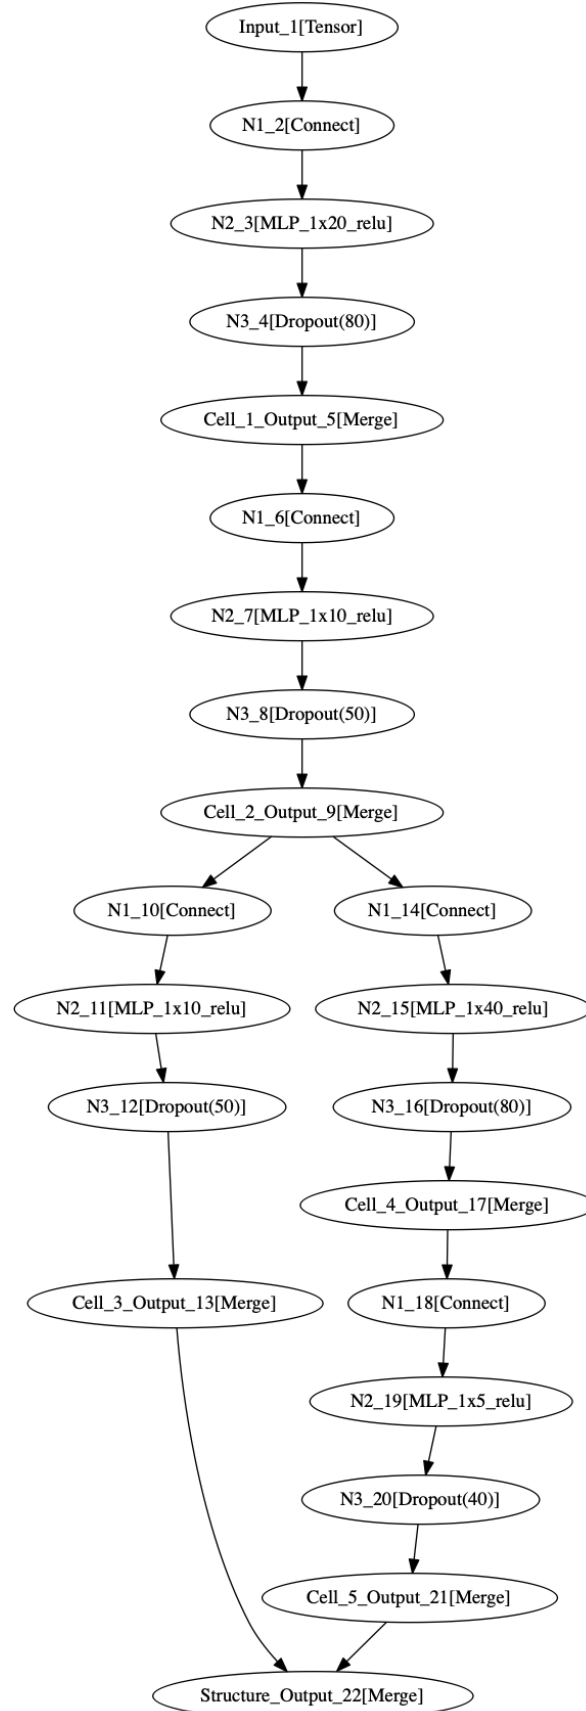 Input_1[Tensor]
N1_2[Connect]
N2_3[MLP_1x20_relu]
N3_4[Dropout(80)]
Cell_1_Output_5[Merge]
N1_6[Connect]
N2_7[MLP_1x10_relu]
N3_8[Dropout(50)]
Cell_2_Output_9[Merge]
N1_10[Connect]
N1_14[Connect]
N2_11[MLP_1x10_relu]
N2_15[MLP_1x40_relu]
N3_12[Dropout(50)]
N3_16[Dropout(80)]
Cell_4_Output_17[Merge]
Cell_3_Output_13[Merge]
N1_18[Connect]
N2_19[MLP_1x5_relu]
N3_20[Dropout(40)]
Cell_5_Output_21[Merge]
Structure_Output_22[Merge]